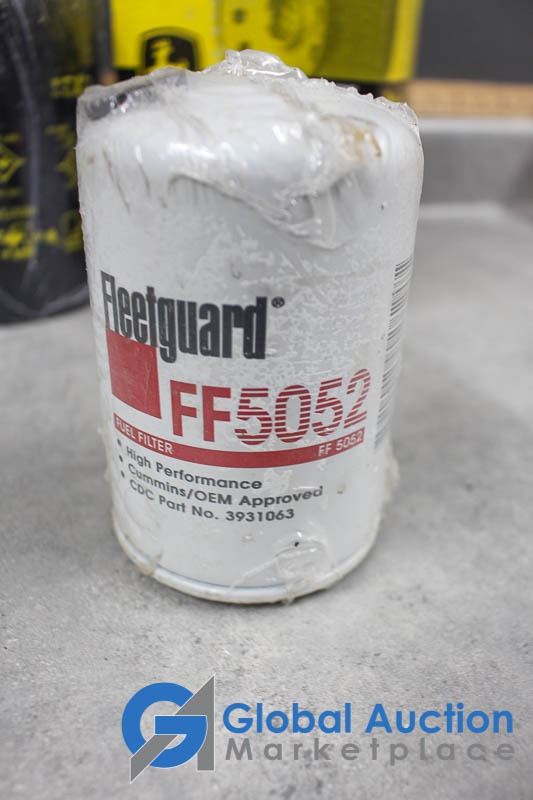 Fleetguard®
FF5052
FUEL FILTER FF 5052
• High Performance
• Cummins/OEM Approved
• CDC Part No. 3931063
Global Auction
Marketplace